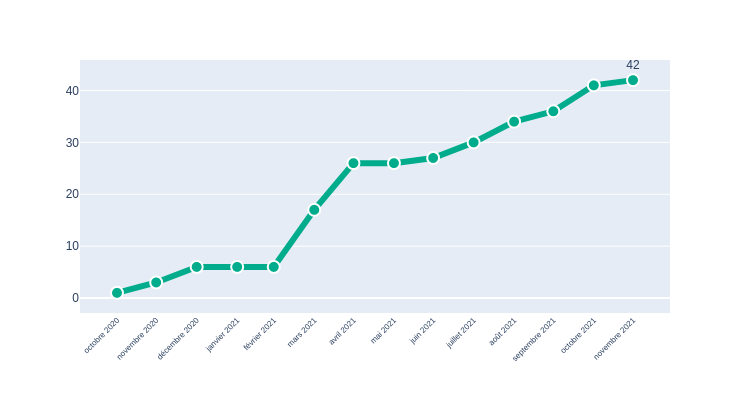 42
40
30
20
10
0
octobre 2020
novembre 2020
décembre 2020
janvier 2021
février 2021
mars 2021
avril 2021
mai 2021
juin 2021
juillet 2021
août 2021
septembre 2021
octobre 2021
novembre 2021